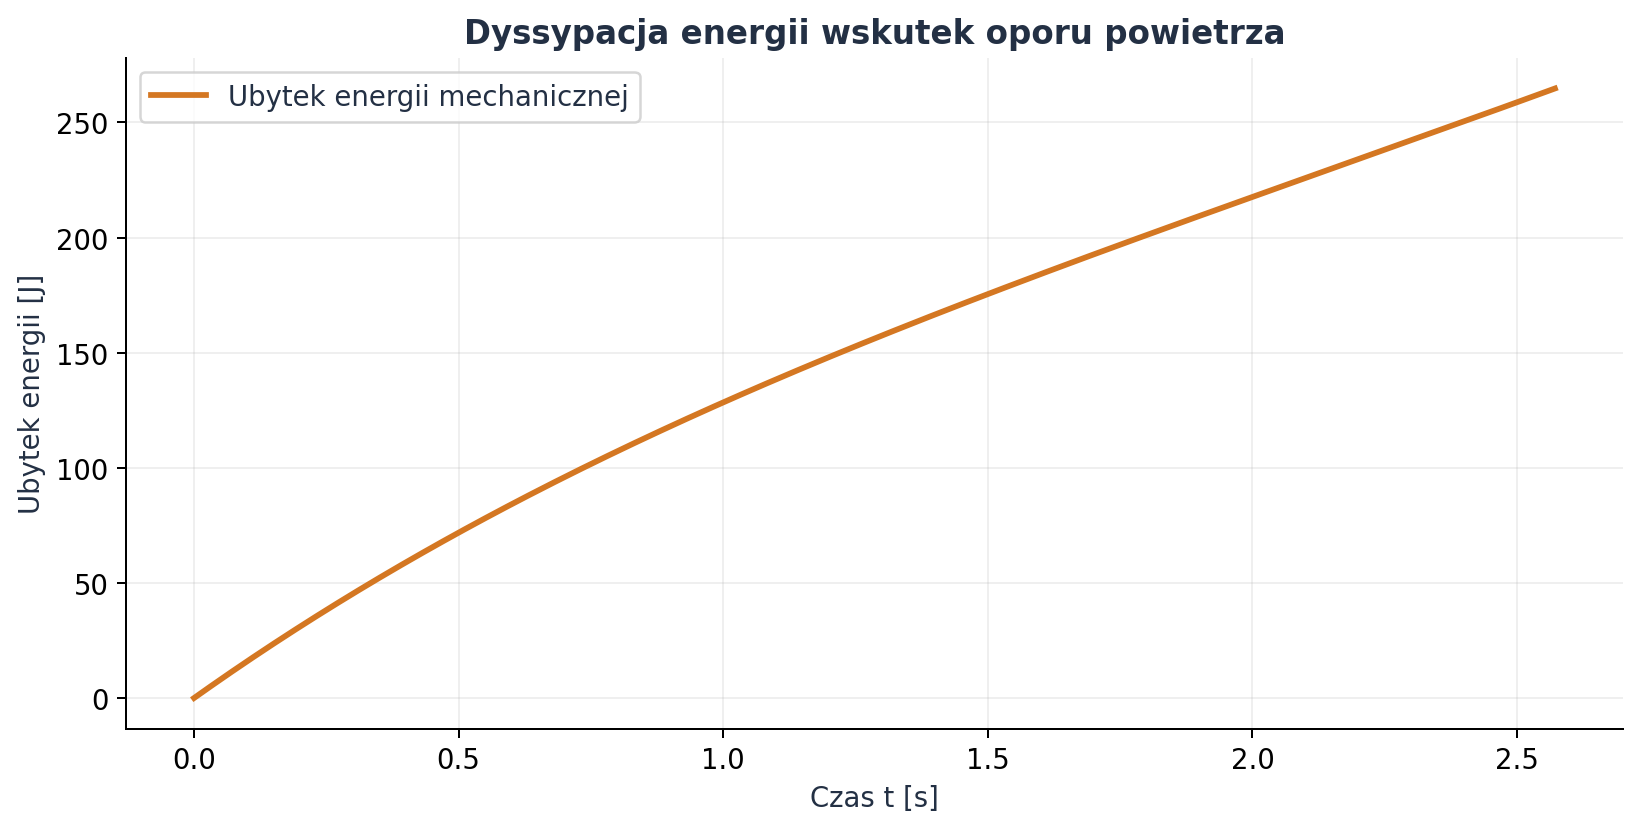 Dyssypacja energii wskutek oporu powietrza
Ubytek energii mechanicznej
Ubytek energii [J]
250
200
150
100
50
0
0.0 0.5 1.0 1.5 2.0 2.5
Czas t [s]